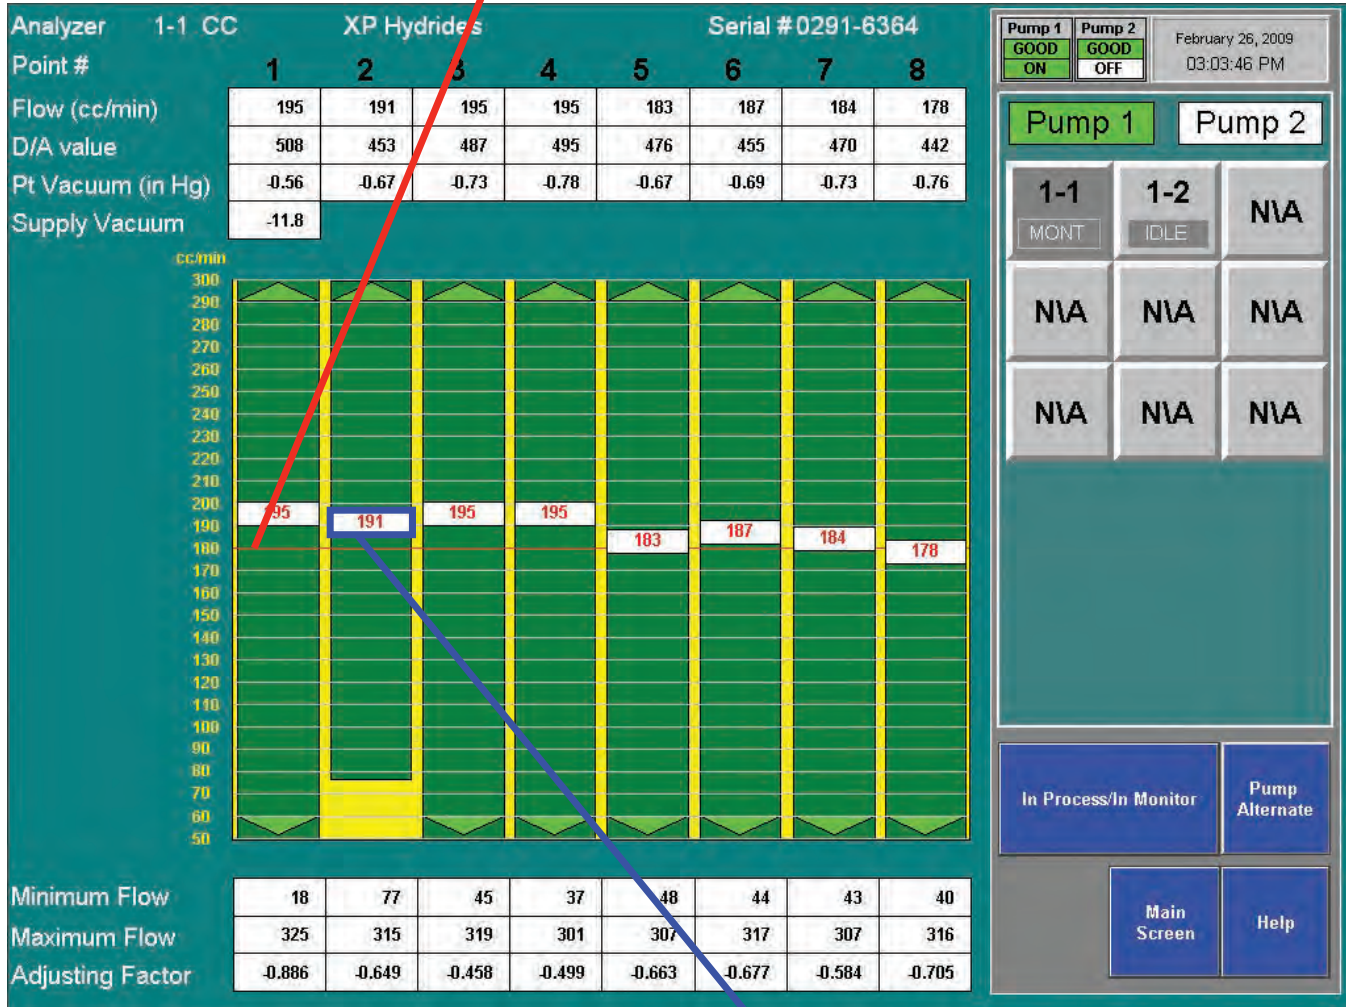 Analyzer 1-1 CC XP Hydrides Serial # 0291-6364
Point # 1 2 3 4 5 6 7 8
Flow (cc/min) 195 191 195 195 183 187 184 178
D/A value 508 453 487 495 476 455 470 442
Pt Vacuum (in Hg) -0.56 -0.67 -0.73 -0.78 -0.67 -0.69 -0.73 -0.76
Supply Vacuum -11.8
cc/min
300
290
280
270
260
250
240
230
220
210
200
190
180
170
160
150
140
130
120
110
100
90
80
70
60
50
195 191 195 195 183 187 184 178
Minimum Flow 18 77 45 37 48 44 43 40
Maximum Flow 325 315 319 301 307 317 307 316
Adjusting Factor -0.886 -0.649 -0.458 -0.499 -0.663 -0.677 -0.584 -0.705
Pump 1 Pump 2
GOOD GOOD
ON OFF
February 26, 2009
03:03:46 PM
Pump 1 Pump 2
1-1 1-2 N\A
MONT IDLE
N\A N\A N\A
N\A N\A N\A
In Process/In Monitor
Pump
Alternate
Main
Screen
Help